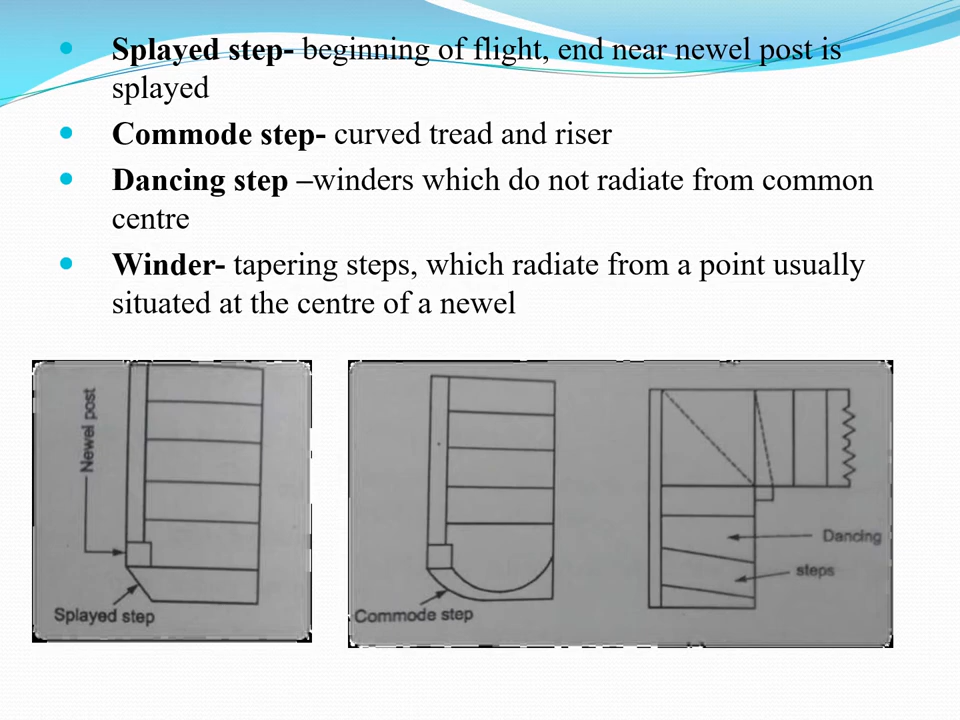 Splayed step- beginning of flight, end near newel post is
splayed
Commode step- curved tread and riser
Dancing step –winders which do not radiate from common
centre
Winder- tapering steps, which radiate from a point usually
situated at the centre of a newel
Newel post
Splayed step
Commode step
Dancing
steps